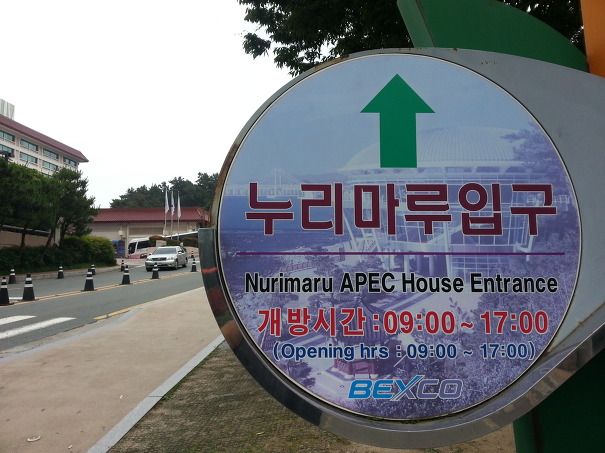 누리마루입구
Nurimaru APEC House Entrance
개방시간 : 09:00 ~ 17:00
(Opening hrs : 09:00 ~ 17:00)
BEXCO